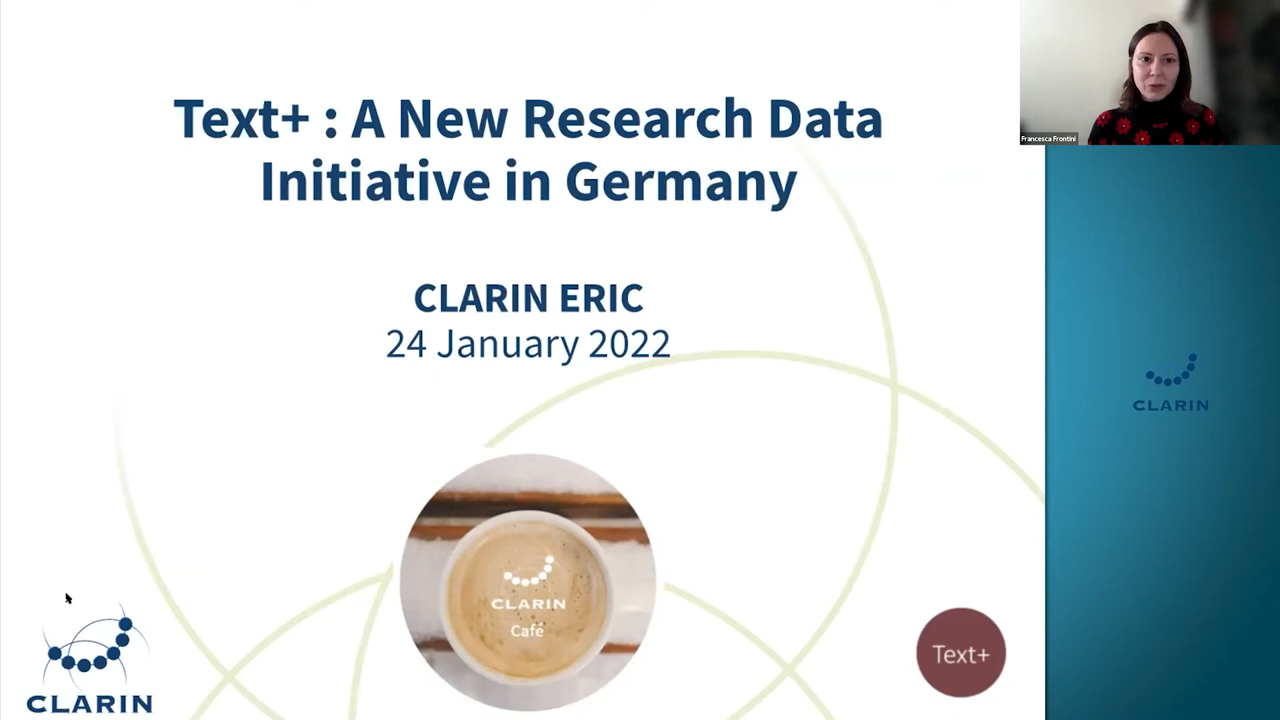 Text+ : A New Research Data
Initiative in Germany
CLARIN ERIC
24 January 2022
CLARIN
Café
Text+
CLARIN
Francesca Frontini
CLARIN